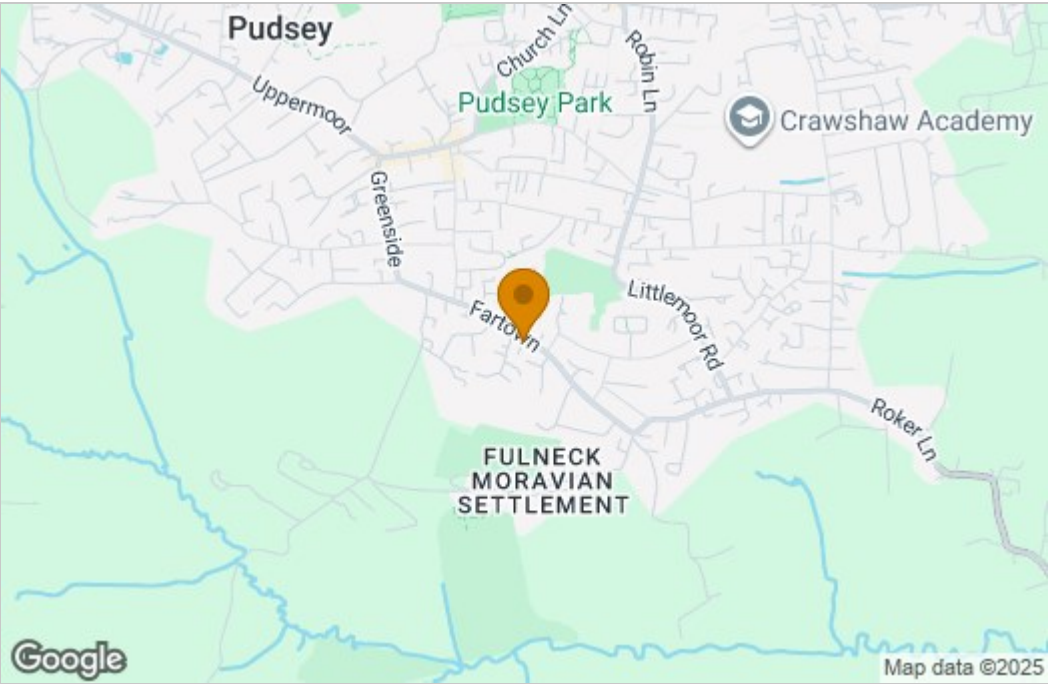 Pudsey
Church Ln
Robin Ln
Uppermoor
Pudsey Park
Crawshaw Academy
Greenside
Fartown
Littlemoor Rd
Roker Ln
FULNECK
MORAVIAN
SETTLEMENT
Google
Map data ©2025